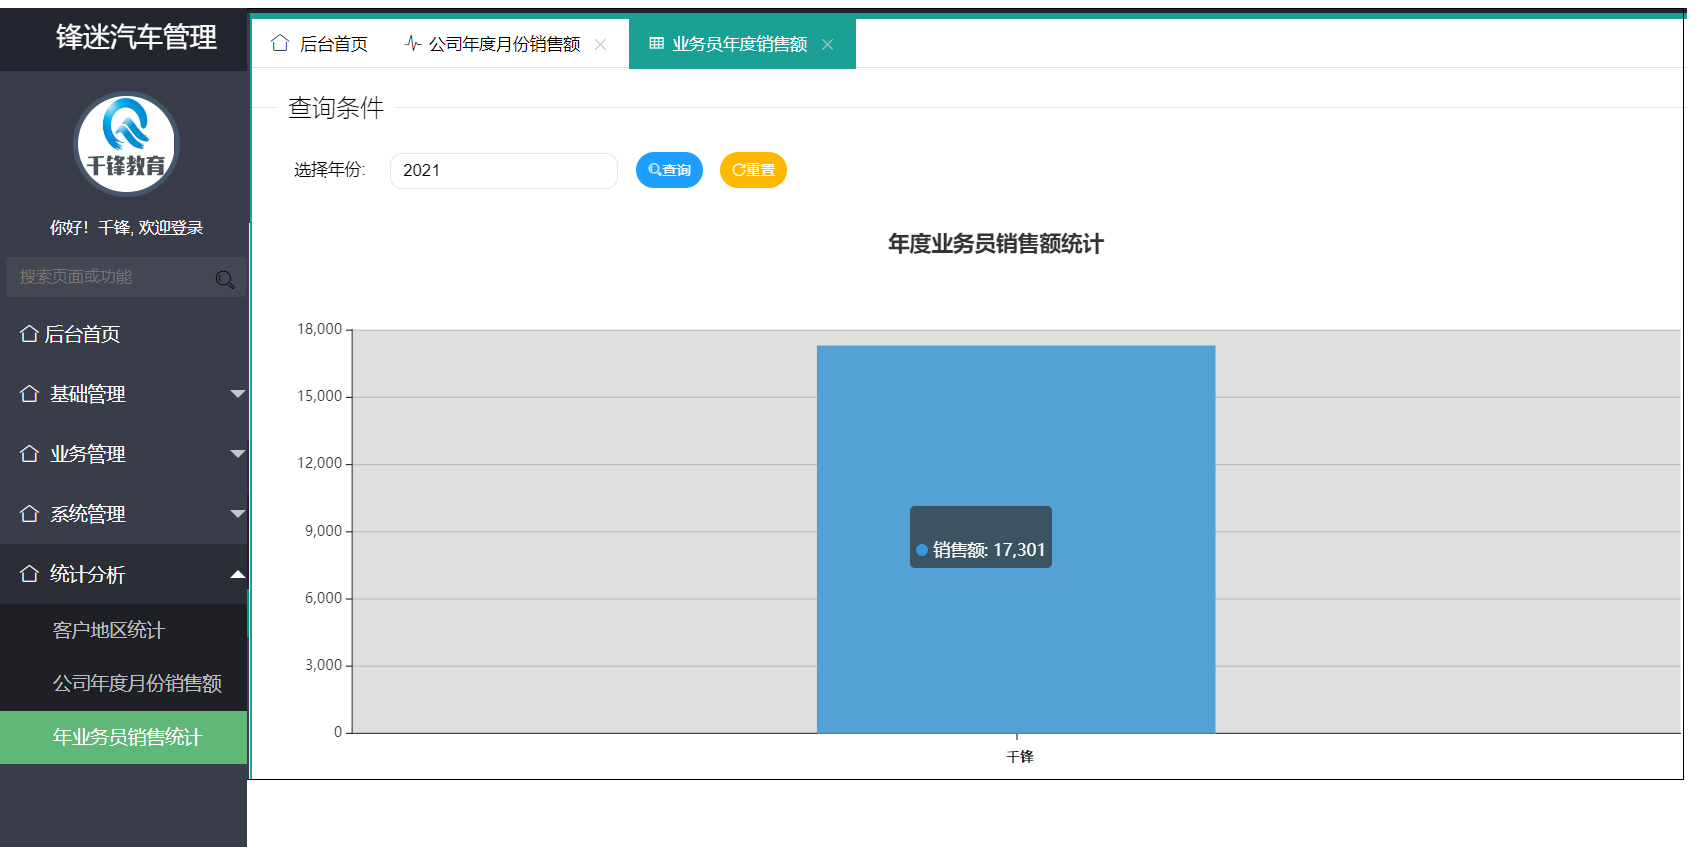 锋迷汽车管理
千锋教育
你好！千锋, 欢迎登录
搜索页面或功能
后台首页
基础管理
业务管理
系统管理
统计分析
客户地区统计
公司年度月份销售额
年业务员销售统计
后台首页 公司年度月份销售额 业务员年度销售额
查询条件
选择年份: 2021 查询 重置
年度业务员销售额统计
18,000
15,000
12,000
9,000
销售额: 17,301
6,000
3,000
0
千锋